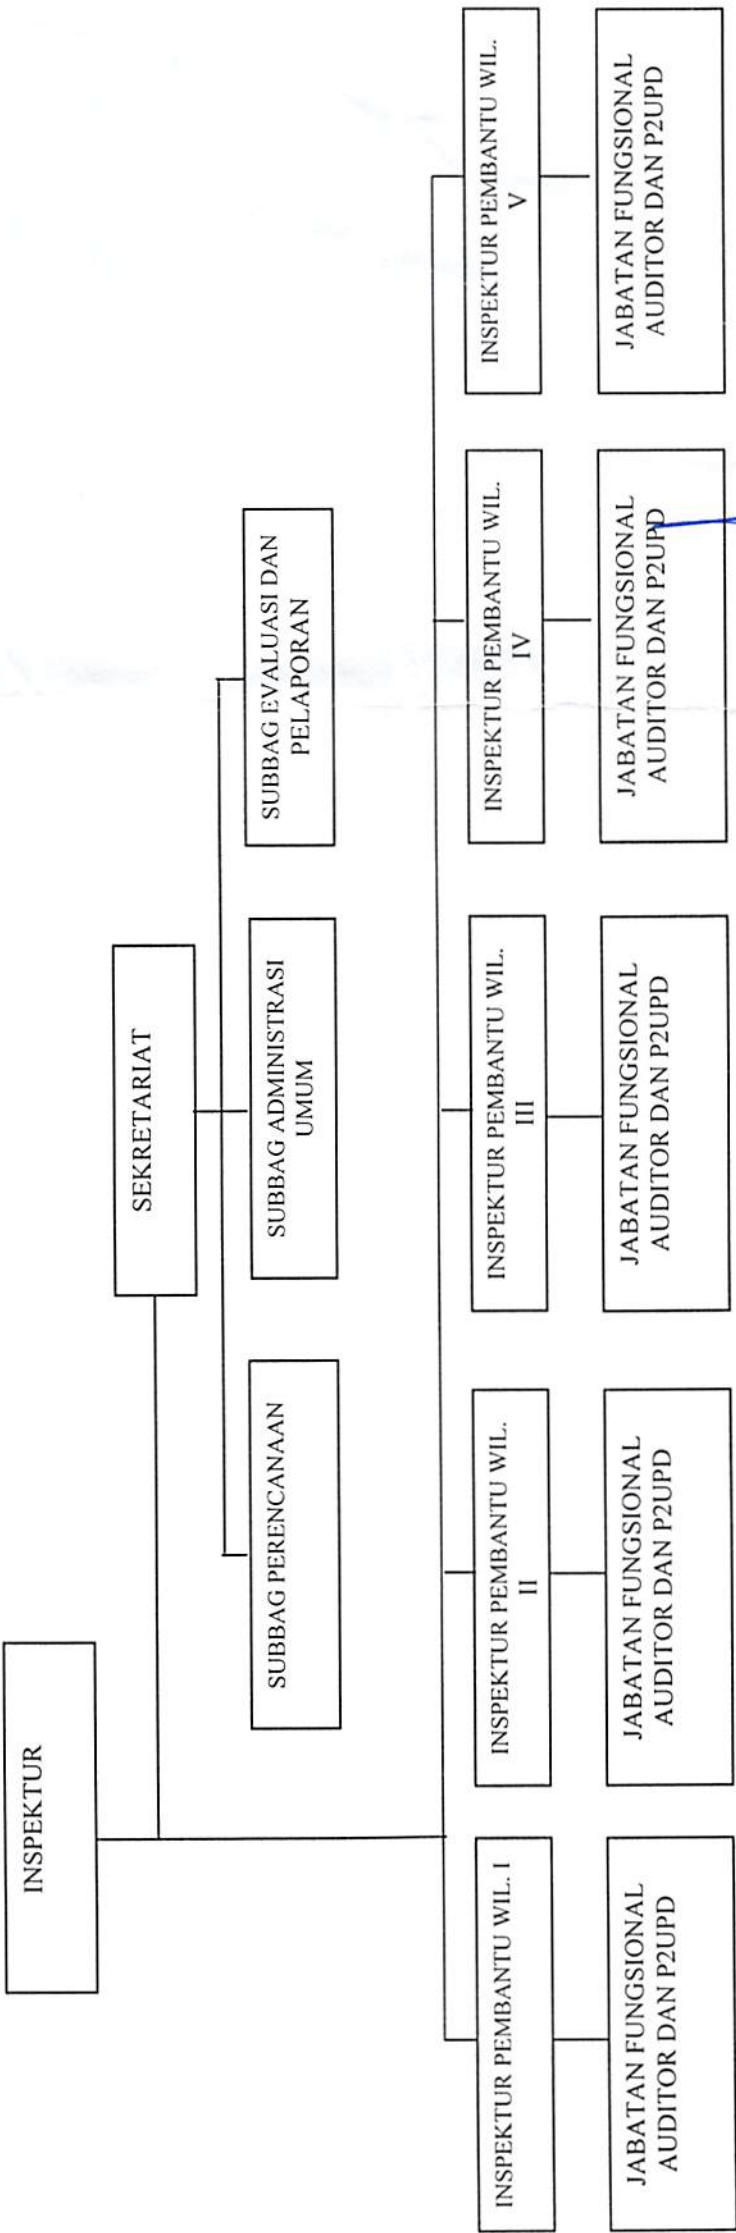 INSPEKTUR
SEKRETARIAT
SUBBAG PERENCANAAN
SUBBAG ADMINISTRASI
UMUM
SUBBAG EVALUASI DAN
PELAPORAN
INSPEKTUR PEMBANTU WIL. I
INSPEKTUR PEMBANTU WIL.
II
INSPEKTUR PEMBANTU WIL.
III
INSPEKTUR PEMBANTU WIL.
IV
INSPEKTUR PEMBANTU WIL.
V
JABATAN FUNGSIONAL
AUDITOR DAN P2UPD
JABATAN FUNGSIONAL
AUDITOR DAN P2UPD
JABATAN FUNGSIONAL
AUDITOR DAN P2UPD
JABATAN FUNGSIONAL
AUDITOR DAN P2UPD
JABATAN FUNGSIONAL
AUDITOR DAN P2UPD